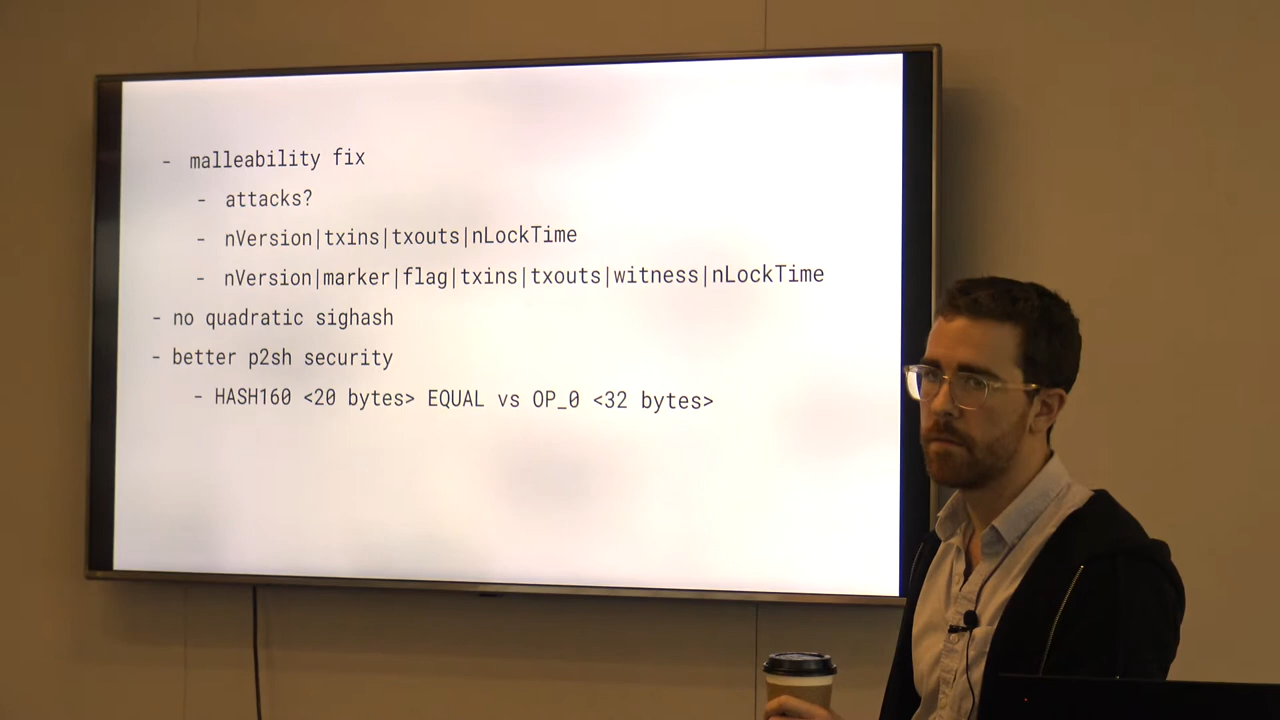 - malleability fix
- attacks?
- nVersion|txins|txouts|nLockTime
- nVersion|marker|flag|txins|txouts|witness|nLockTime
- no quadratic sighash
- better p2sh security
- HASH160 <20 bytes> EQUAL vs OP_0 <32 bytes>